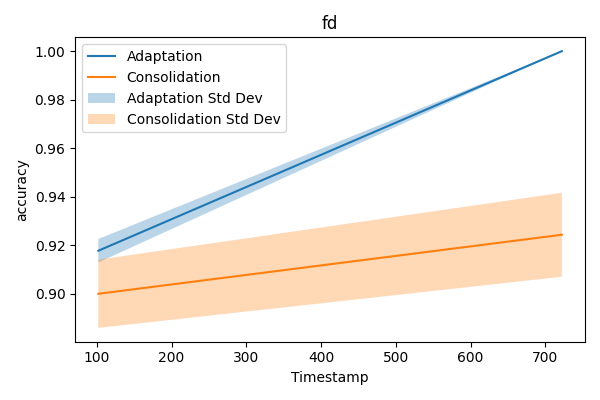 fd
Adaptation
Consolidation
Adaptation Std Dev
Consolidation Std Dev
accuracy
1.00
0.98
0.96
0.94
0.92
0.90
100 200 300 400 500 600 700
Timestamp